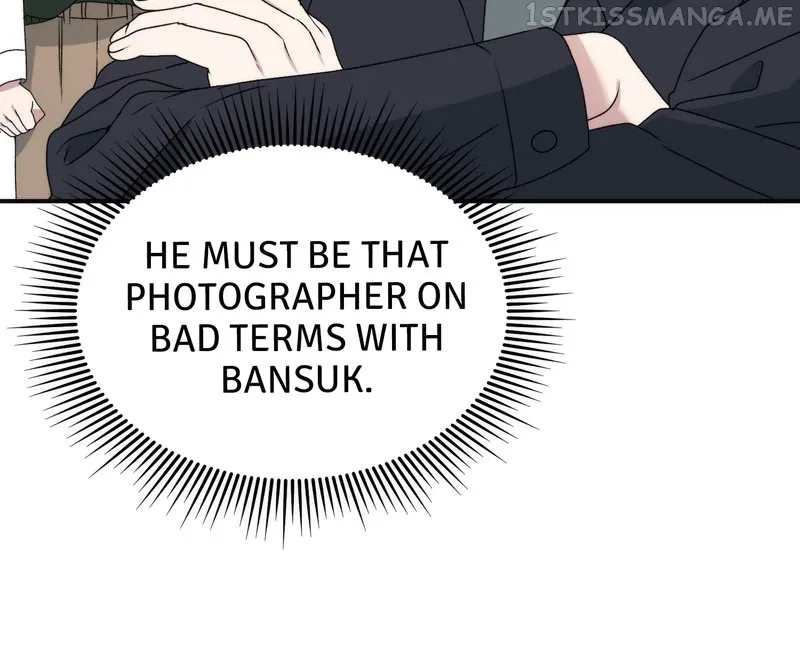 1STKISSMANGA.ME
HE MUST BE THAT
PHOTOGRAPHER ON
BAD TERMS WITH
BANSUK.